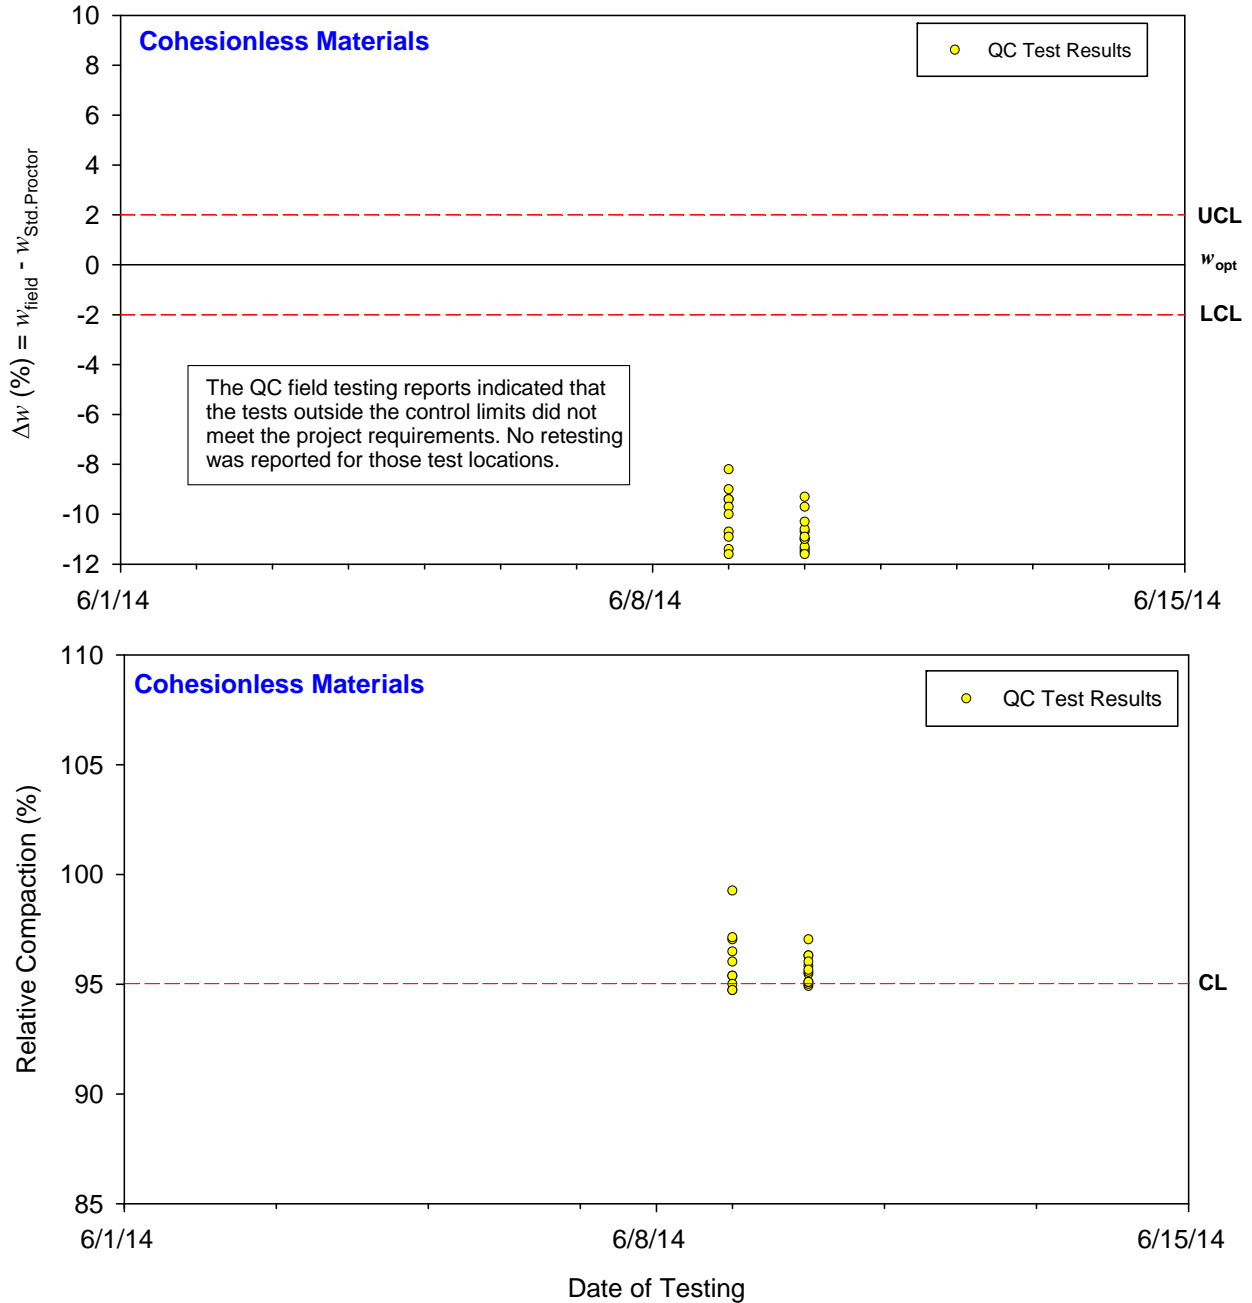 Cohesionless Materials
QC Test Results
10
8
6
4
2
0
-2
-4
-6
-8
-10
-12
Δw (%) = wfield - wStd.Proctor
UCL
wopt
LCL
The QC field testing reports indicated that
the tests outside the control limits did not
meet the project requirements. No retesting
was reported for those test locations.
6/1/14
6/8/14
6/15/14
Cohesionless Materials
QC Test Results
110
105
100
95
90
85
Relative Compaction (%)
CL
6/1/14
6/8/14
6/15/14
Date of Testing